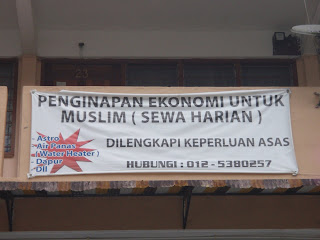 23
PENGINAPAN EKONOMI UNTUK
MUSLIM ( SEWA HARIAN )
- Astro
- Air Panas
(Water Heater)
- Dapur
- Dll
DILENGKAPI KEPERLUAN ASAS
HUBUNGI : 012 - 5380257